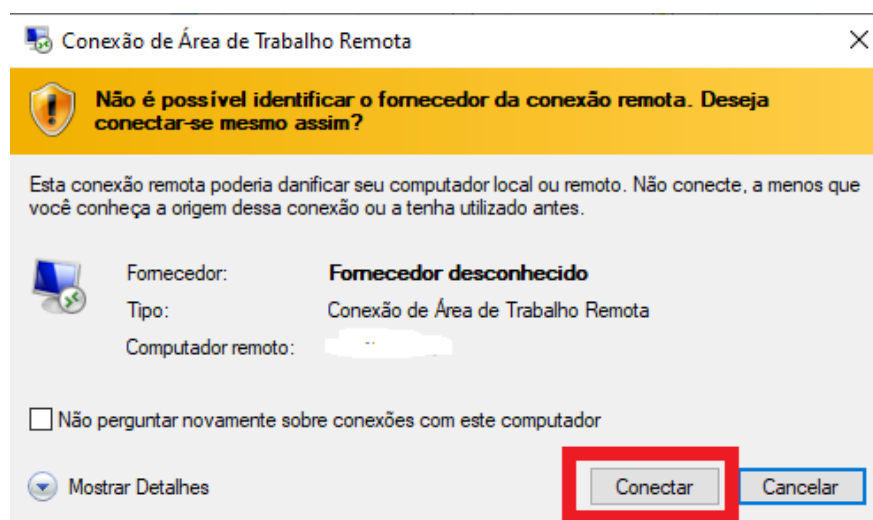 Conexão de Área de Trabalho Remota
Não é possível identificar o fornecedor da conexão remota. Deseja
conectar-se mesmo assim?
Esta conexão remota poderia danificar seu computador local ou remoto. Não conecte, a menos que
você conheça a origem dessa conexão ou a tenha utilizado antes.
Fornecedor: Fornecedor desconhecido
Tipo: Conexão de Área de Trabalho Remota
Computador remoto:
Não perguntar novamente sobre conexões com este computador
Mostrar Detalhes Conectar Cancelar